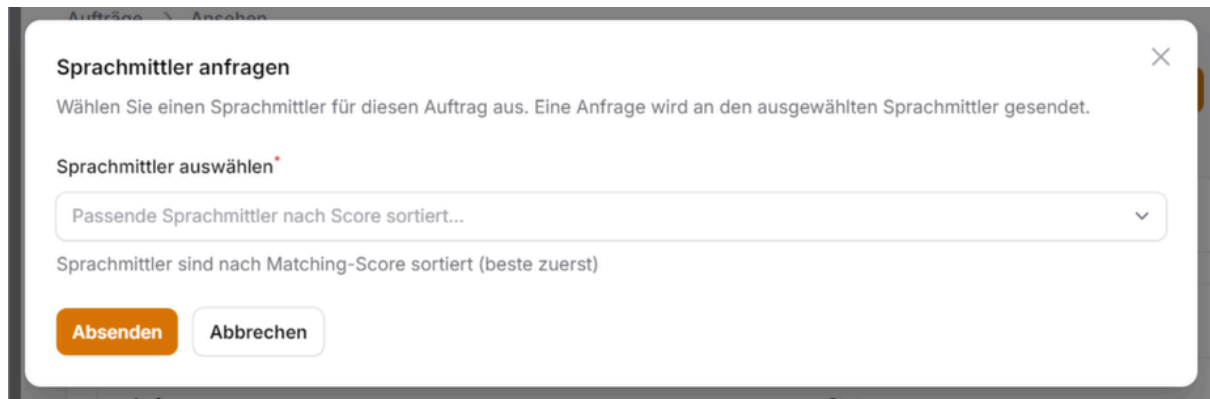 Aufträge > Ansehen
Sprachmittler anfragen
Wählen Sie einen Sprachmittler für diesen Auftrag aus. Eine Anfrage wird an den ausgewählten Sprachmittler gesendet.
Sprachmittler auswählen*
Passende Sprachmittler nach Score sortiert...
Sprachmittler sind nach Matching-Score sortiert (beste zuerst)
Absenden Abbrechen